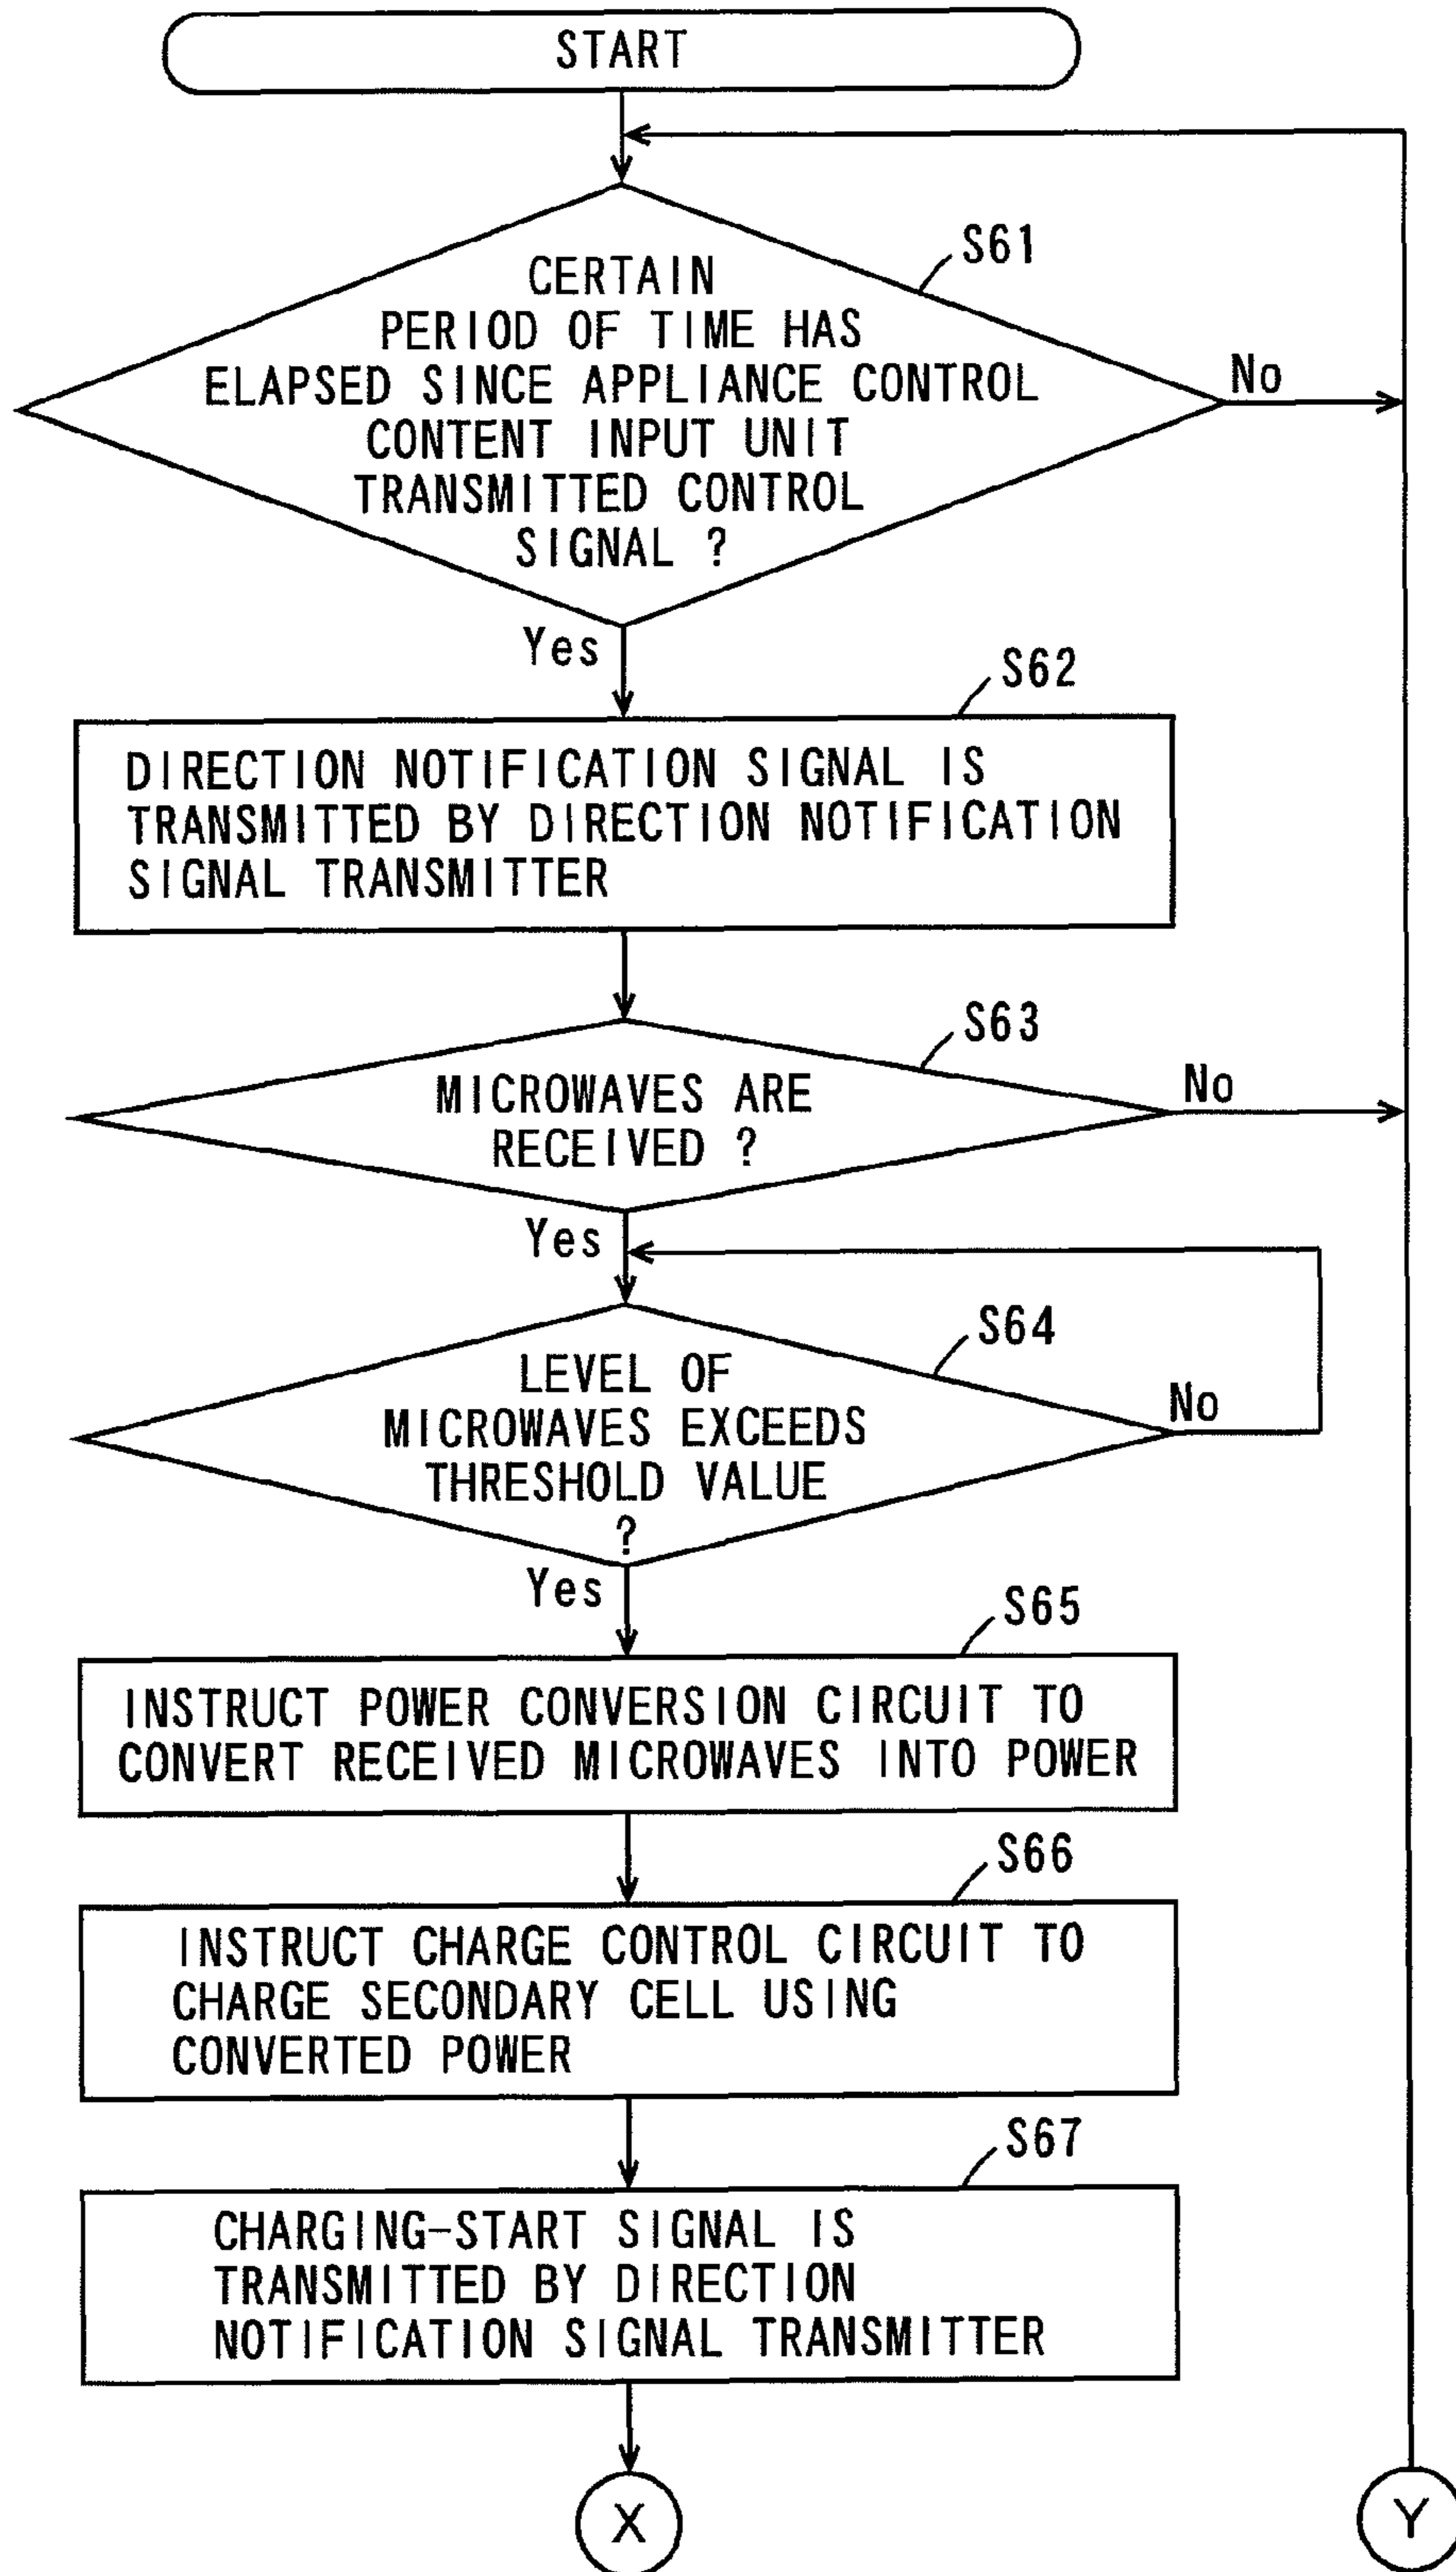 START
S61
CERTAIN
PERIOD OF TIME HAS
ELAPSED SINCE APPLIANCE CONTROL
CONTENT INPUT UNIT
TRANSMITTED CONTROL
SIGNAL ?
No
Yes
S62
DIRECTION NOTIFICATION SIGNAL IS
TRANSMITTED BY DIRECTION NOTIFICATION
SIGNAL TRANSMITTER
S63
MICROWAVES ARE
RECEIVED ?
No
Yes
S64
LEVEL OF
MICROWAVES EXCEEDS
THRESHOLD VALUE
?
No
Yes
S65
INSTRUCT POWER CONVERSION CIRCUIT TO
CONVERT RECEIVED MICROWAVES INTO POWER
S66
INSTRUCT CHARGE CONTROL CIRCUIT TO
CHARGE SECONDARY CELL USING
CONVERTED POWER
S67
CHARGING-START SIGNAL IS
TRANSMITTED BY DIRECTION
NOTIFICATION SIGNAL TRANSMITTER
X
Y